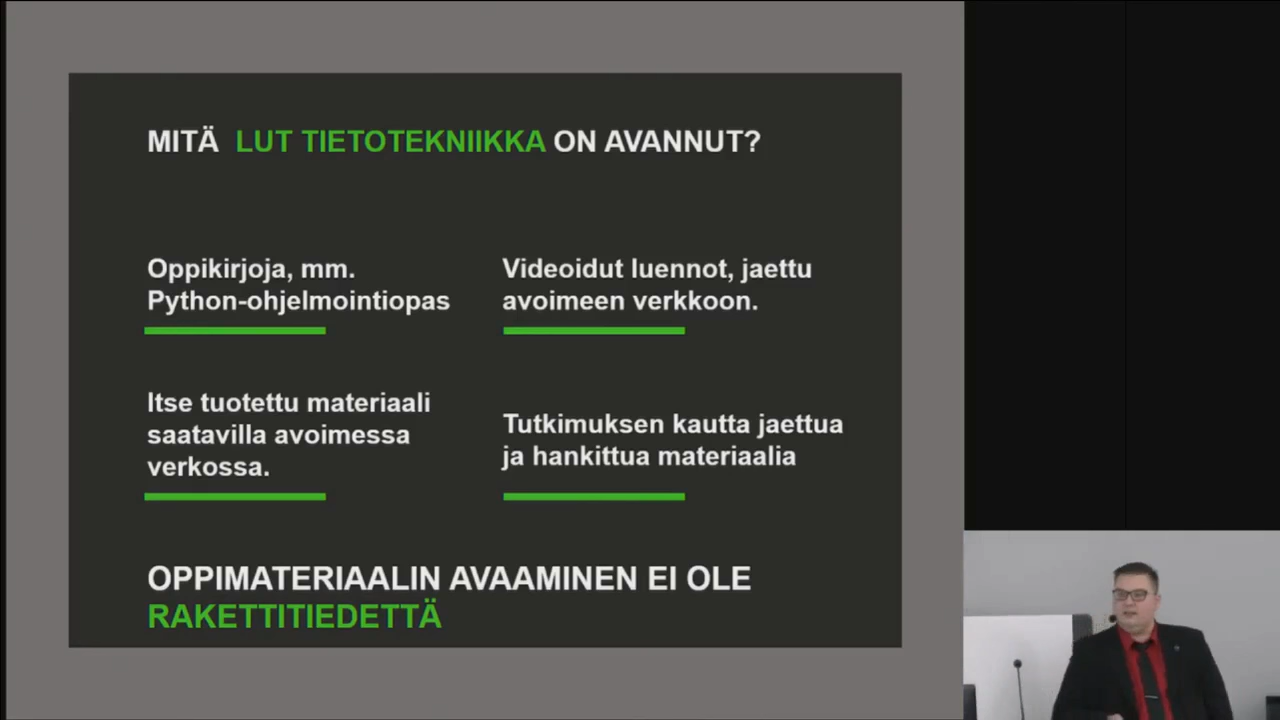 MITÄ LUT TIETOTEKNIIKKA ON AVANNUT?
Oppikirjoja, mm.
Python-ohjelmointiopas
Videoidut luennot, jaettu
avoimeen verkkoon.
Itse tuotettu materiaali
saatavilla avoimessa
verkossa.
Tutkimuksen kautta jaettua
ja hankittua materiaalia
OPPIMATERIAALIN AVAAMINEN EI OLE
RAKETTITIEDETTÄ